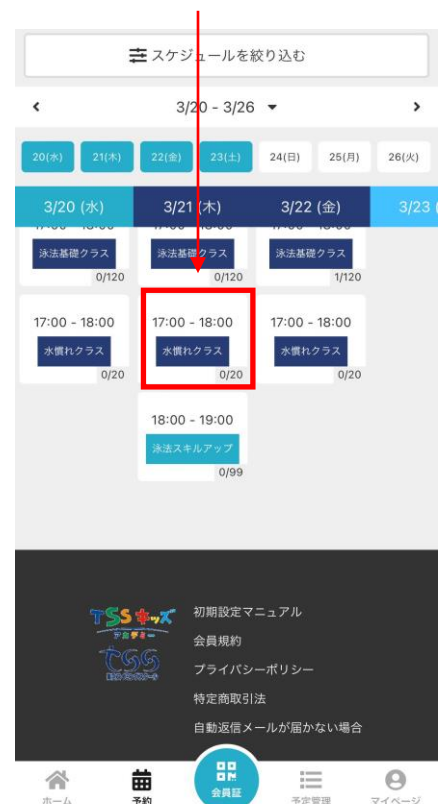 スケジュールを絞り込む
3/20 - 3/26
20(水) 21(木) 22(金) 23(土) 24(日) 25(月) 26(火)
3/20 (水) 3/21 (木) 3/22 (金) 3/23
泳法基礎クラス 泳法基礎クラス 泳法基礎クラス
0/120 0/120 1/120
17:00 - 18:00 17:00 - 18:00 17:00 - 18:00
水慣れクラス 水慣れクラス 水慣れクラス
0/20 0/20 0/20
18:00 - 19:00
泳法スキルアップ
0/99
TSSキッズ
アカデミー
初期設定マニュアル
会員規約
TSS
プライバシーポリシー
特定商取引法
自動返信メールが届かない場合
ホーム 予約 会員証 予定管理 マイページ